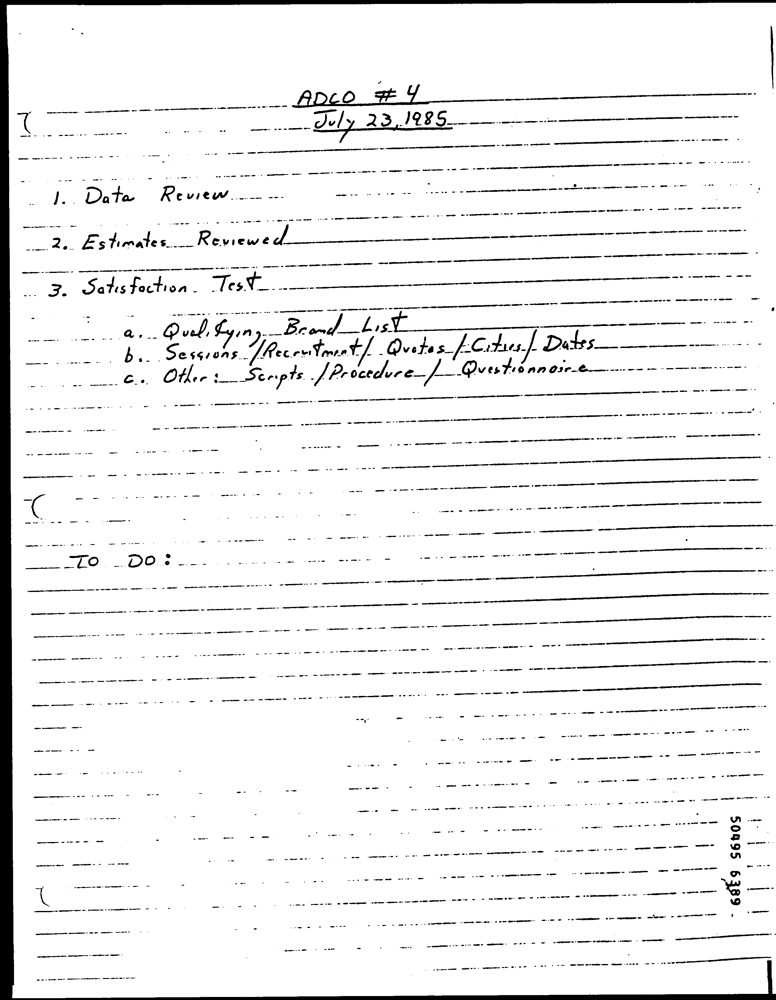 ADCO # 4
July 23, 1985
1. Data Review
2. Estimates Reviewed
3. Satisfaction Test
a. Qualifying Brand List
b. Sessions / Recruitment / Quotas / Cities / Dates
c. Other: Scripts / Procedure / Questionnaire
TO DO:
50495 6389